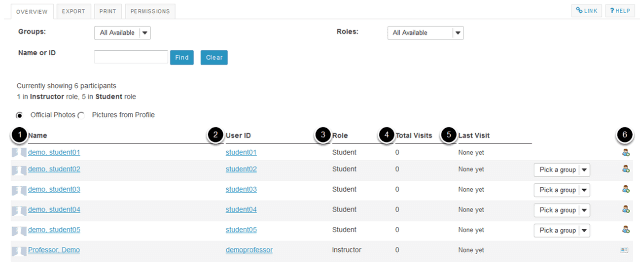 OVERVIEW EXPORT PRINT PERMISSIONS LINK ? HELP
Groups: All Available Roles: All Available
Name or ID Find Clear
Currently showing 6 participants
1 in Instructor role, 5 in Student role
Official Photos Pictures from Profile
1 Name 2 User ID 3 Role 4 Total Visits 5 Last Visit 6
demo, student01 student01 Student 0 None yet
demo, student02 student02 Student 0 None yet Pick a group
demo, student03 student03 Student 0 None yet Pick a group
demo, student04 student04 Student 0 None yet Pick a group
demo, student05 student05 Student 0 None yet Pick a group
Professor, Demo demoprofessor Instructor 0 None yet